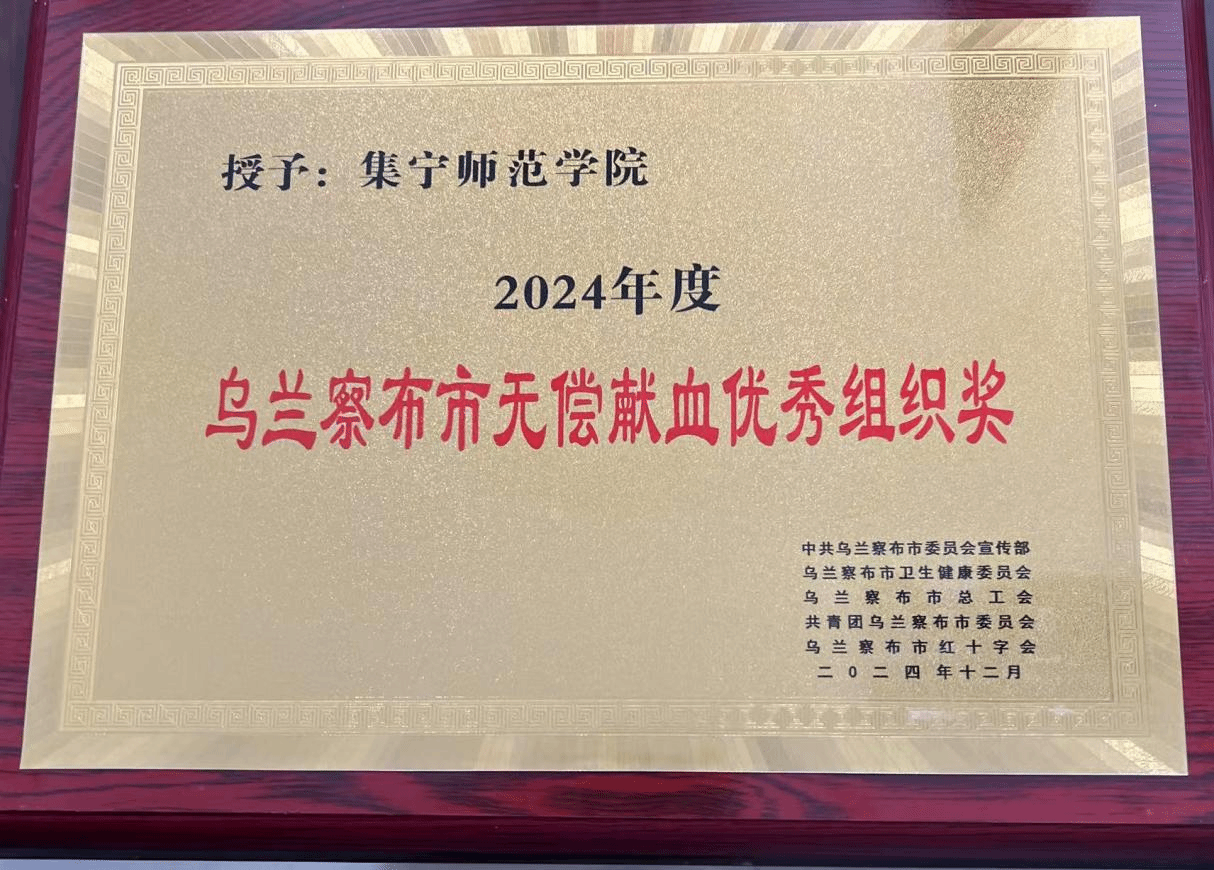 授予：集宁师范学院
2024年度
乌兰察布市无偿献血优秀组织奖
中共乌兰察布市委员会宣传部
乌兰察布市卫生健康委员会
乌兰察布市总工会
共青团乌兰察布市委员会
乌兰察布市红十字会
二0二四年十二月